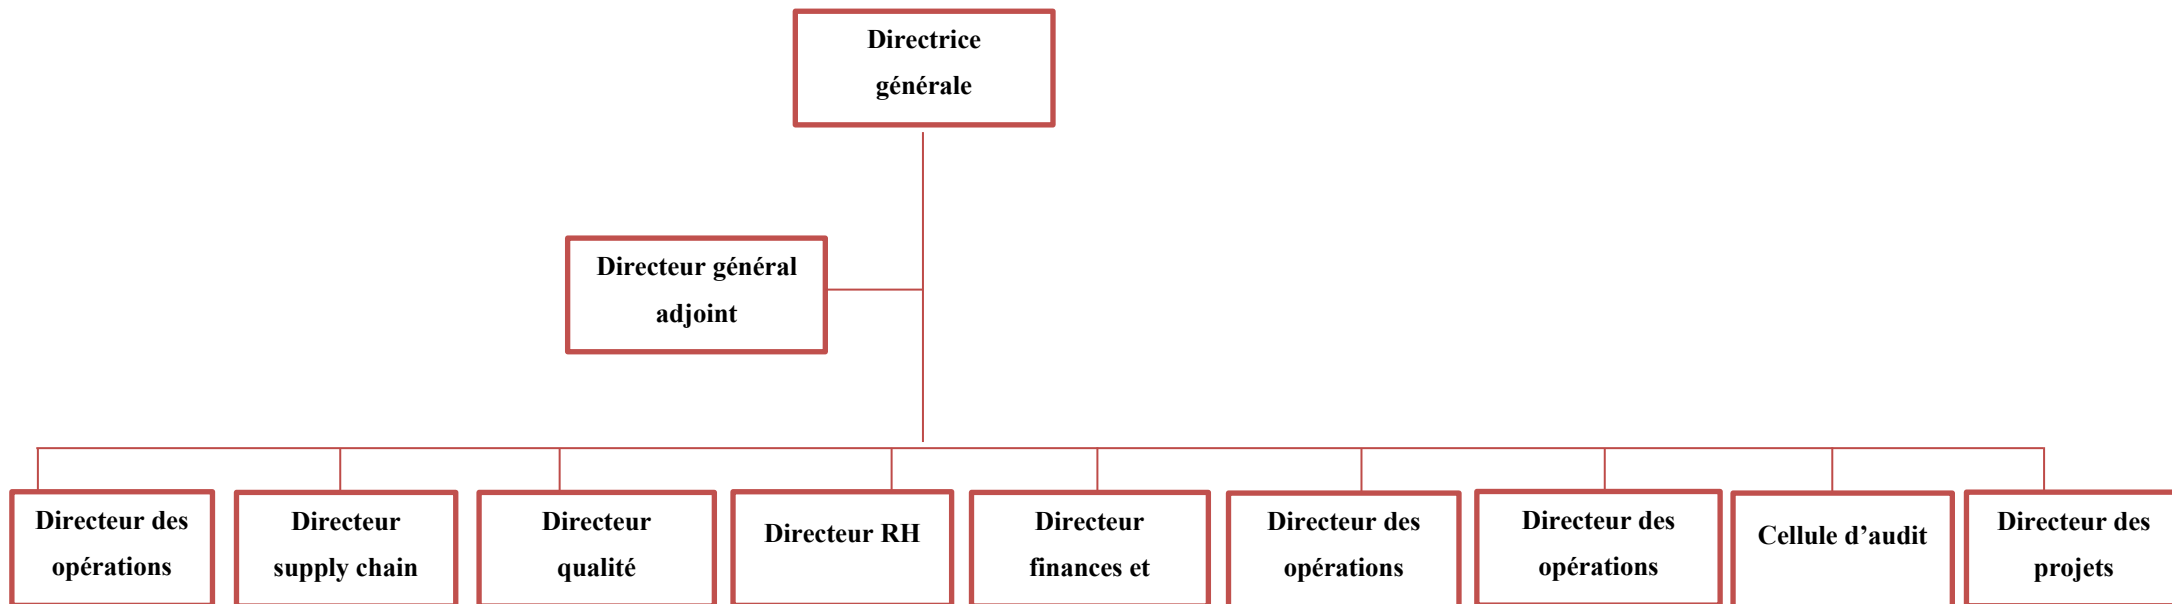 Directrice
générale
Directeur général
adjoint
Directeur des
opérations
Directeur
supply chain
Directeur
qualité
Directeur RH
Directeur
finances et
Directeur des
opérations
Directeur des
opérations
Cellule d’audit
Directeur des
projets